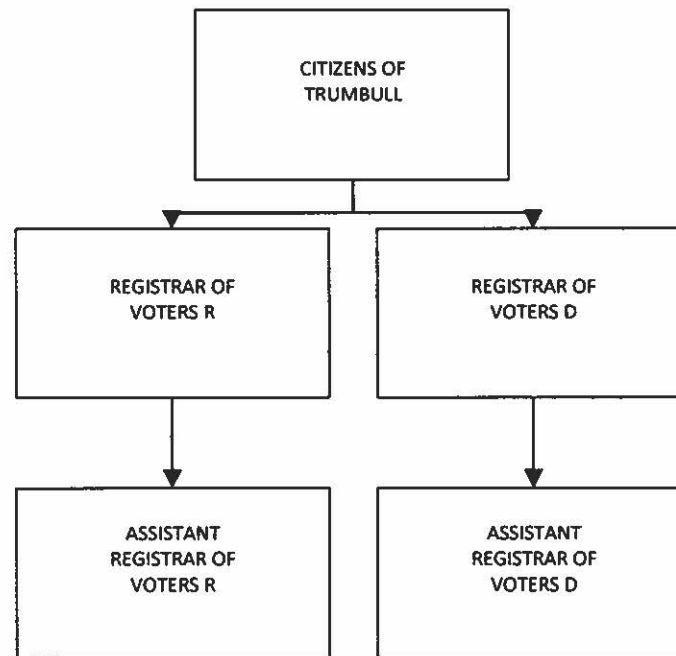 CITIZENS OF
TRUMBULL
REGISTRAR OF
VOTERS R
REGISTRAR OF
VOTERS D
ASSISTANT
REGISTRAR OF
VOTERS R
ASSISTANT
REGISTRAR OF
VOTERS D